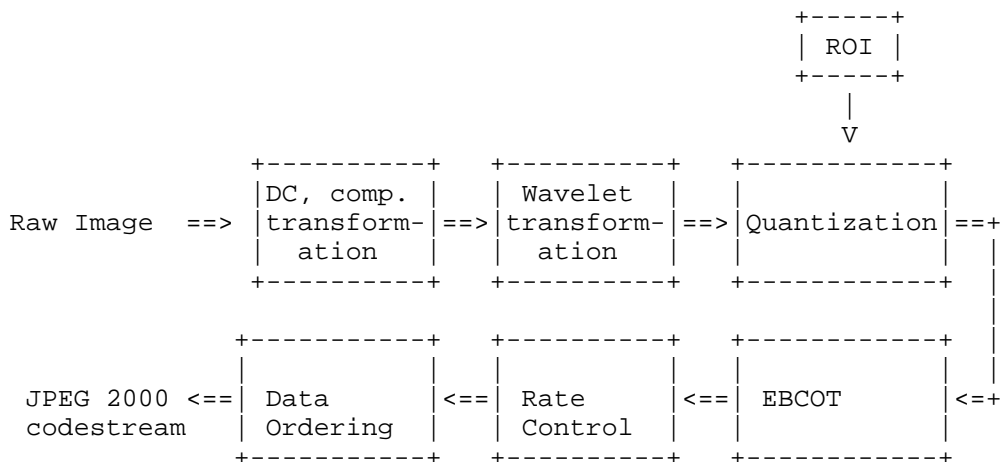 ROI
DC, comp. Wavelet
Raw Image ==> transform- ==> transform- ==> Quantization ==+
ation ation
JPEG 2000 <== Data <== Rate <== EBCOT <=+
codestream Ordering Control